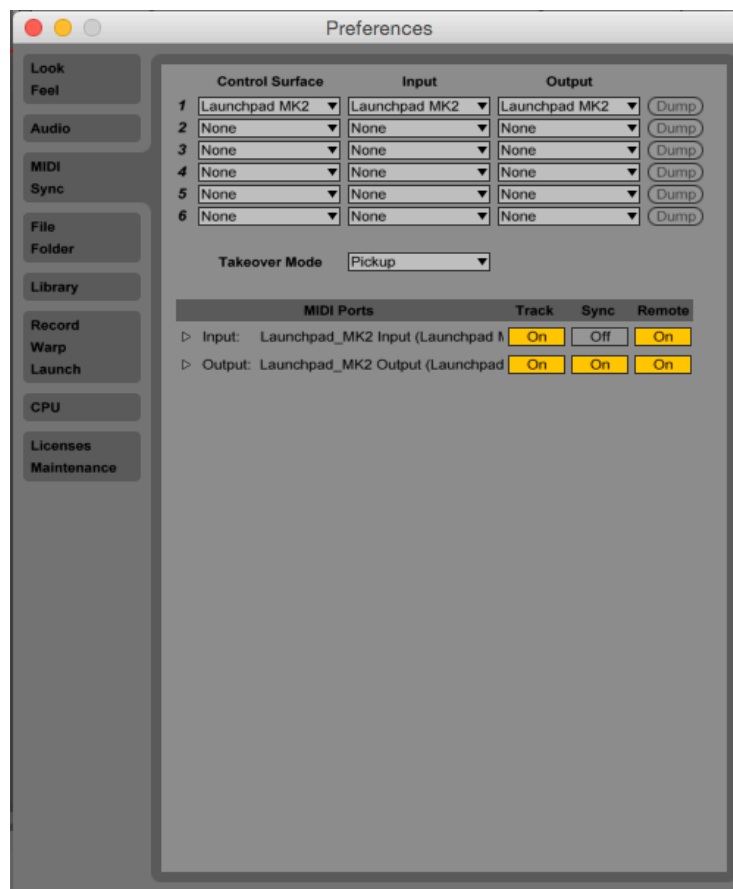 Preferences
Look
Feel
Audio
MIDI
Sync
File
Folder
Library
Record
Warp
Launch
CPU
Licenses
Maintenance
Control Surface Input Output
1 Launchpad MK2 Launchpad MK2 Launchpad MK2 Dump
2 None None None Dump
3 None None None Dump
4 None None None Dump
5 None None None Dump
6 None None None Dump
Takeover Mode Pickup
MIDI Ports Track Sync Remote
Input: Launchpad_MK2 Input (Launchpad On Off On
Output: Launchpad_MK2 Output (Launchpad On On On